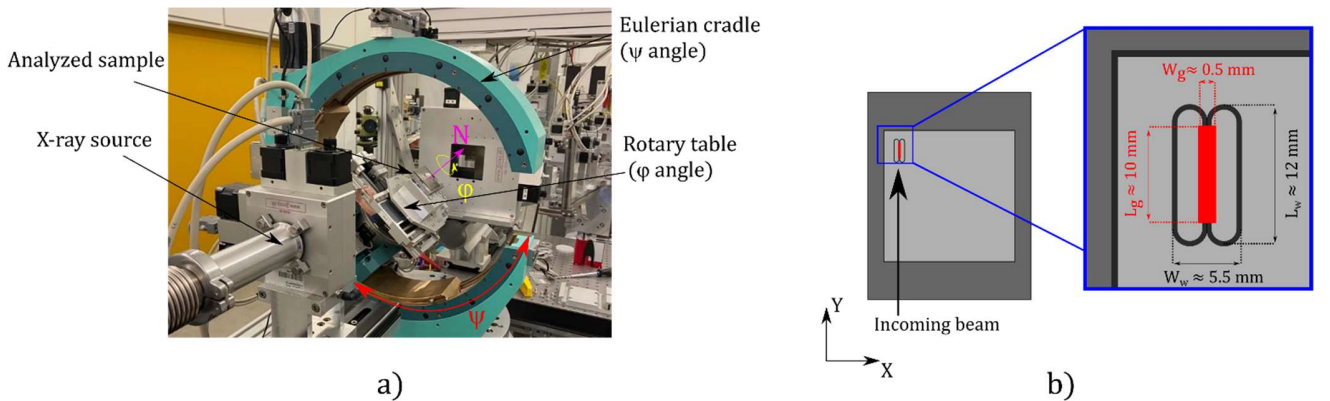 Eulerian cradle
(ψ angle)
Analyzed sample
X-ray source
N
φ
Rotary table
(φ angle)
ψ
a)
Incoming beam
Y
X
Wg ≈ 0.5 mm
Lg ≈ 10 mm
Lw ≈ 12 mm
Ww ≈ 5.5 mm
b)